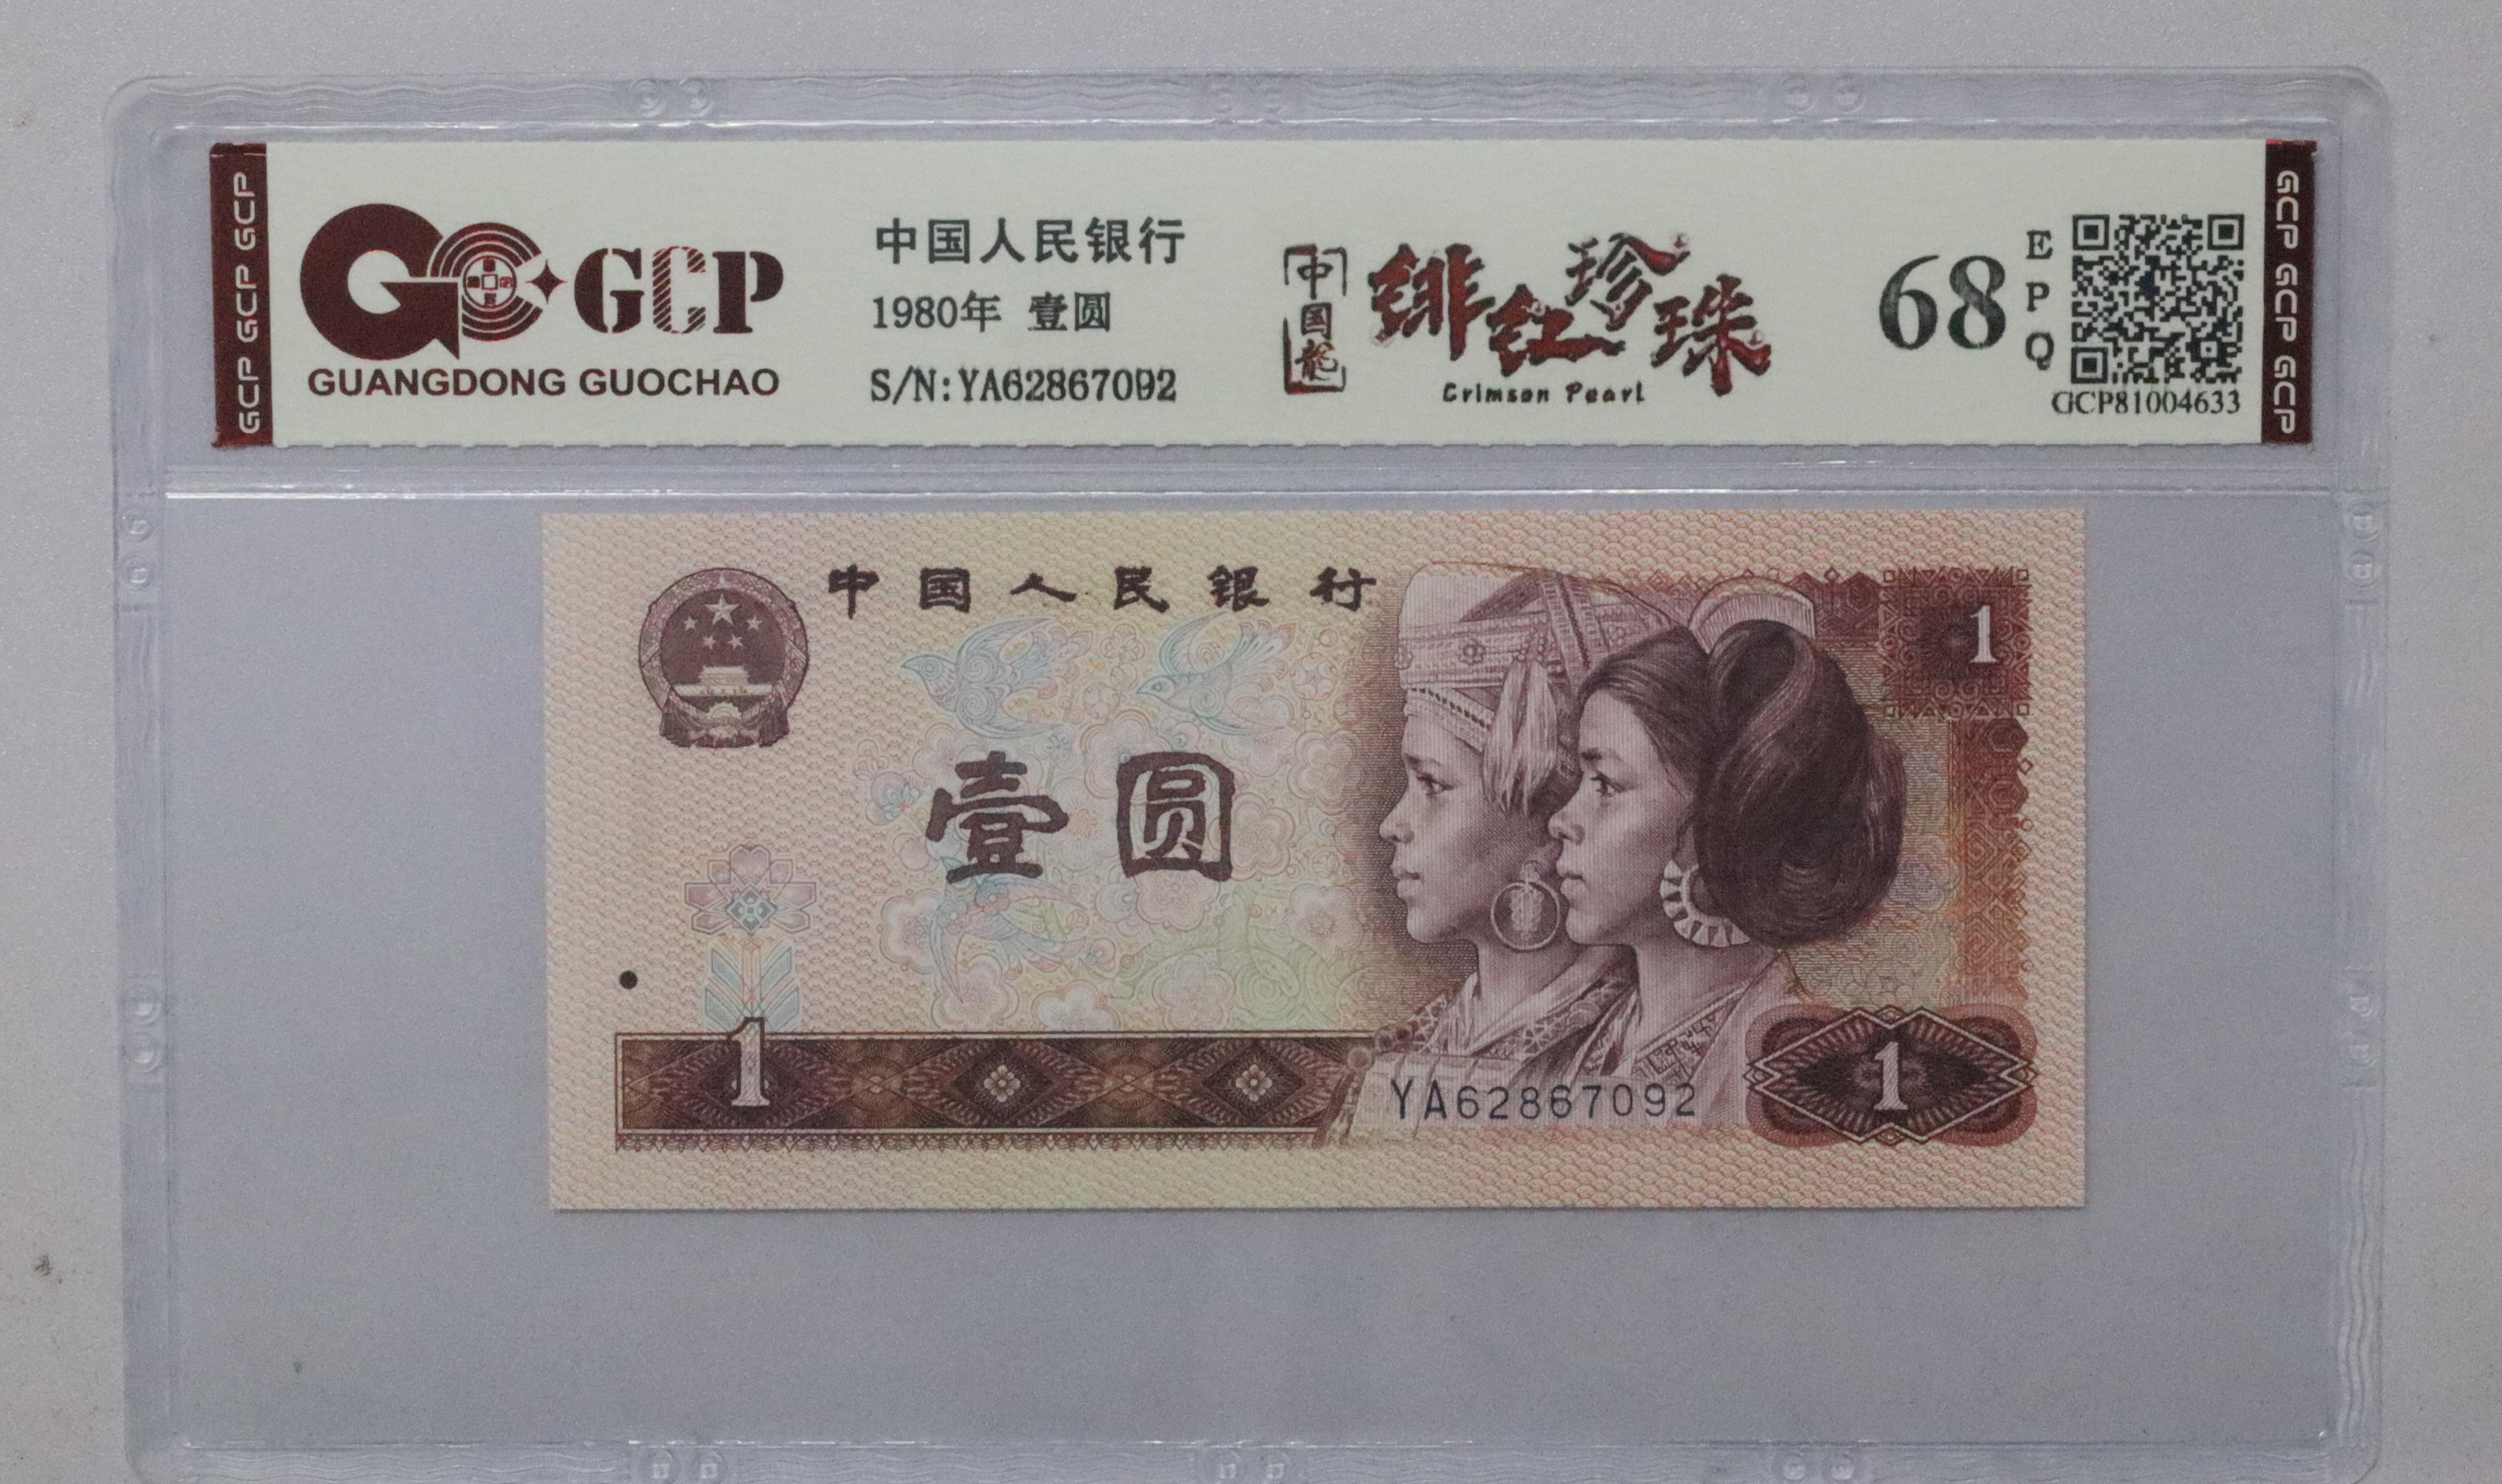 GCP GCP GCP
GCP
GUANGDONG GUOCHAO
中国人民银行
1980年 壹圆
S/N:YA62867092
中国龙
绯红珍珠
Crimson Pearl
68
EPQ
GCP81004633
GCP GCP GCP
中国人民银行
1
壹圆
1
YA62867092
1